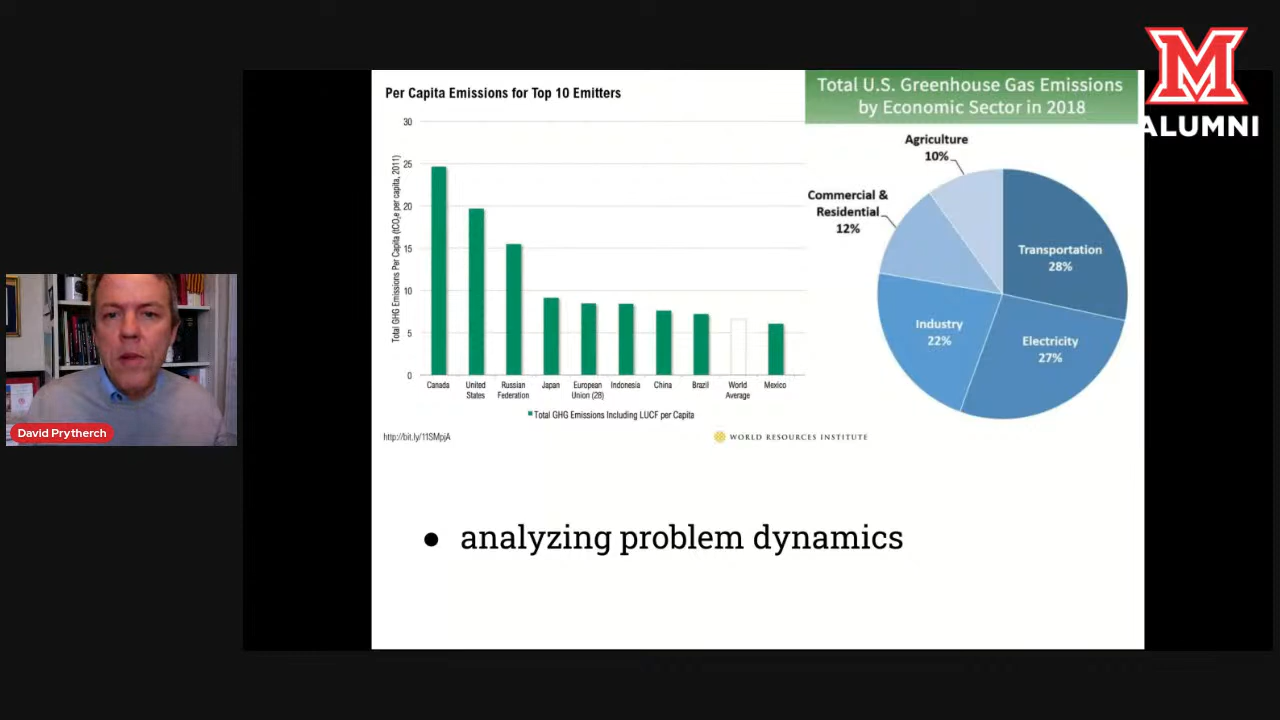 M
ALUMNI
Per Capita Emissions for Top 10 Emitters
Total GHG Emissions Per Capita (tCO₂e per capita, 2011)
30
25
20
15
10
5
0
Canada
United
States
Russian
Federation
Japan
European
Union (28)
Indonesia
China
Brazil
World
Average
Mexico
Total GHG Emissions Including LUCF per Capita
http://bit.ly/11SMpjA
WORLD RESOURCES INSTITUTE
Total U.S. Greenhouse Gas Emissions
by Economic Sector in 2018
Agriculture
10%
Commercial &
Residential
12%
Transportation
28%
Industry
22%
Electricity
27%
David Prytherch
● analyzing problem dynamics